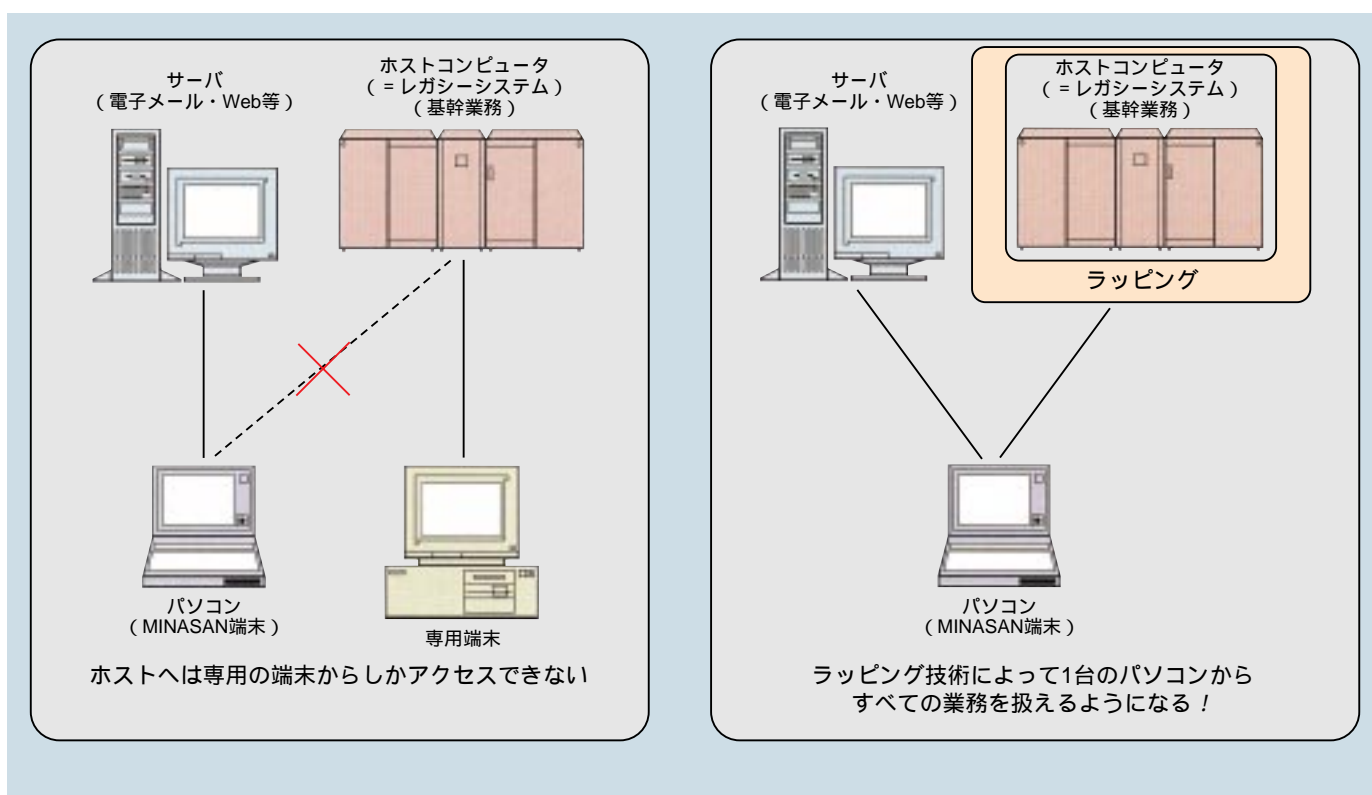 サーバ
(電子メール・Web等)
ホストコンピュータ
(=レガシーシステム)
(基幹業務)
パソコン
(MINASAN端末)
専用端末
ホストへは専用の端末からしかアクセスできない
サーバ
(電子メール・Web等)
ホストコンピュータ
(=レガシーシステム)
(基幹業務)
ラッピング
パソコン
(MINASAN端末)
ラッピング技術によって1台のパソコンから
すべての業務を扱えるようになる!